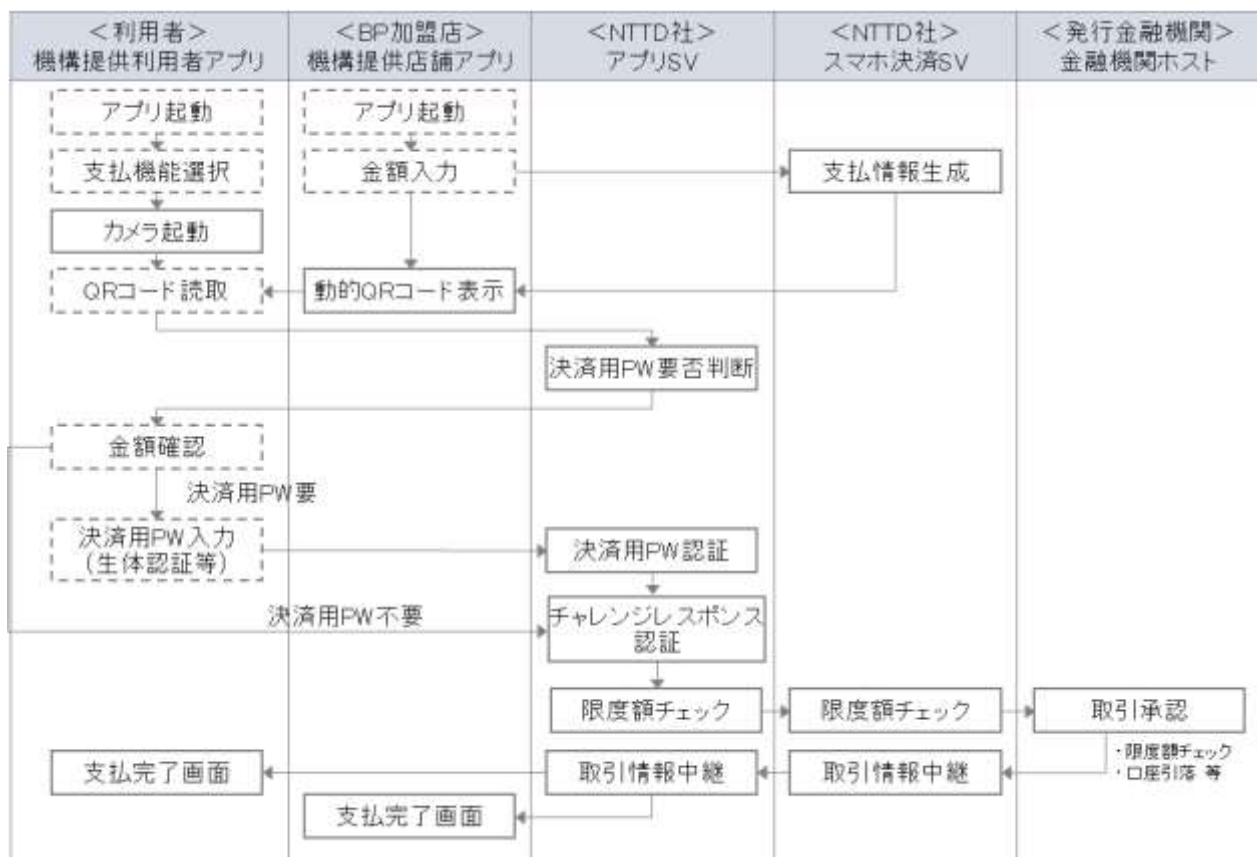 ＜利用者＞
機構提供利用者アプリ
＜BP加盟店＞
機構提供店舗アプリ
＜NTTD社＞
アプリSV
＜NTTD社＞
スマホ決済SV
＜発行金融機関＞
金融機関ホスト
アプリ起動
アプリ起動
支払機能選択
金額入力
支払情報生成
カメラ起動
QRコード読取
動的QRコード表示
決済用PW要否判断
金額確認
決済用PW要
決済用PW入力
（生体認証等）
決済用PW認証
決済用PW不要
チャレンジレスポンス
認証
限度額チェック
限度額チェック
取引承認
・限度額チェック
・口座引落 等
支払完了画面
取引情報中継
取引情報中継
支払完了画面